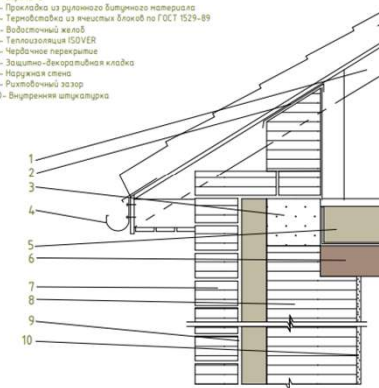 - Прокладка из рулонного битумного материала
- Термовставка из ячеистых блоков по ГОСТ 1529-89
- Водосточный желоб
- Теплоизоляция ISOVER
- Чердачное перекрытие
- Защитно-декоративная кладка
- Наружная стена
- Рихтовочный зазор
- Внутренняя штукатурка
1
2
3
4
5
6
7
8
9
10